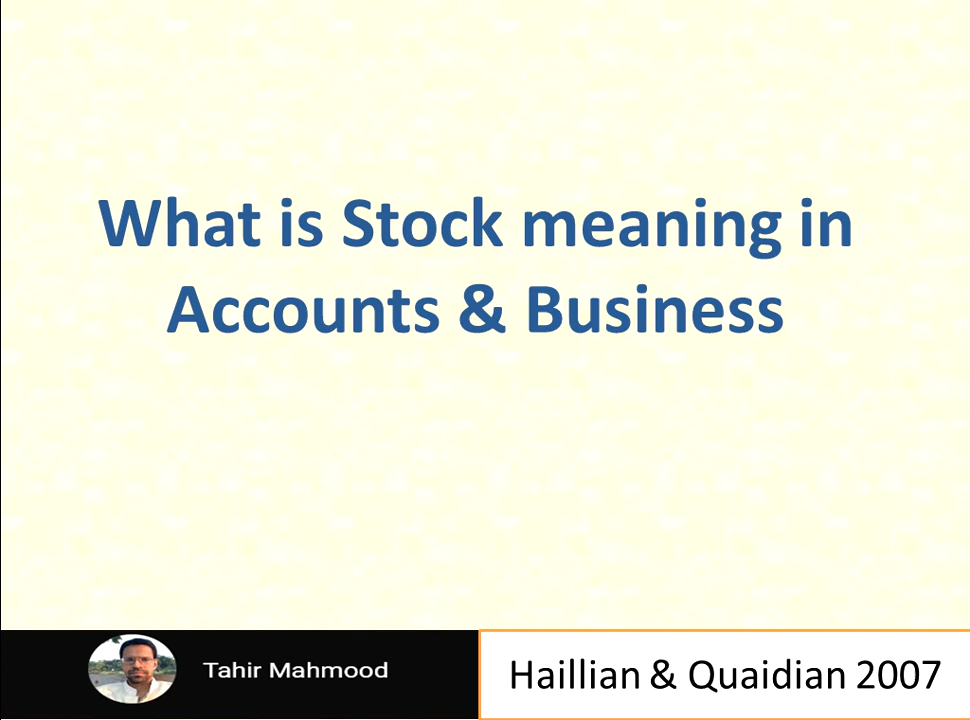 What is Stock meaning in
Accounts & Business
Tahir Mahmood
Haillian & Quaidian 2007